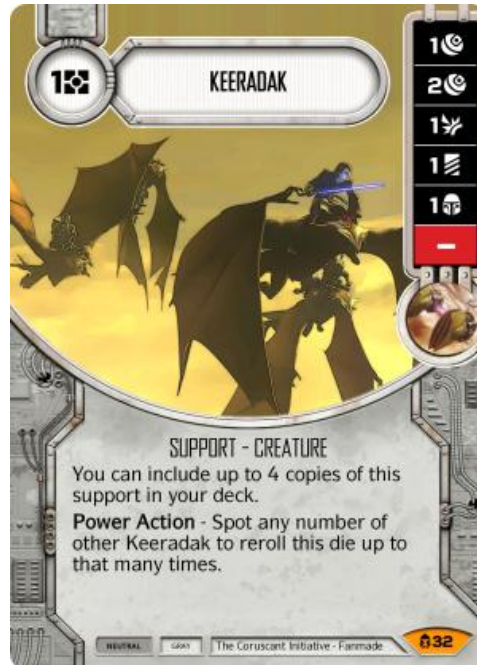 1
KEERADAK
1
2
1
1
1
–
SUPPORT - CREATURE
You can include up to 4 copies of this
support in your deck.
Power Action - Spot any number of
other Keeradak to reroll this die up to
that many times.
NEUTRAL GRAY The Coruscant Initiative - Fanmade 32